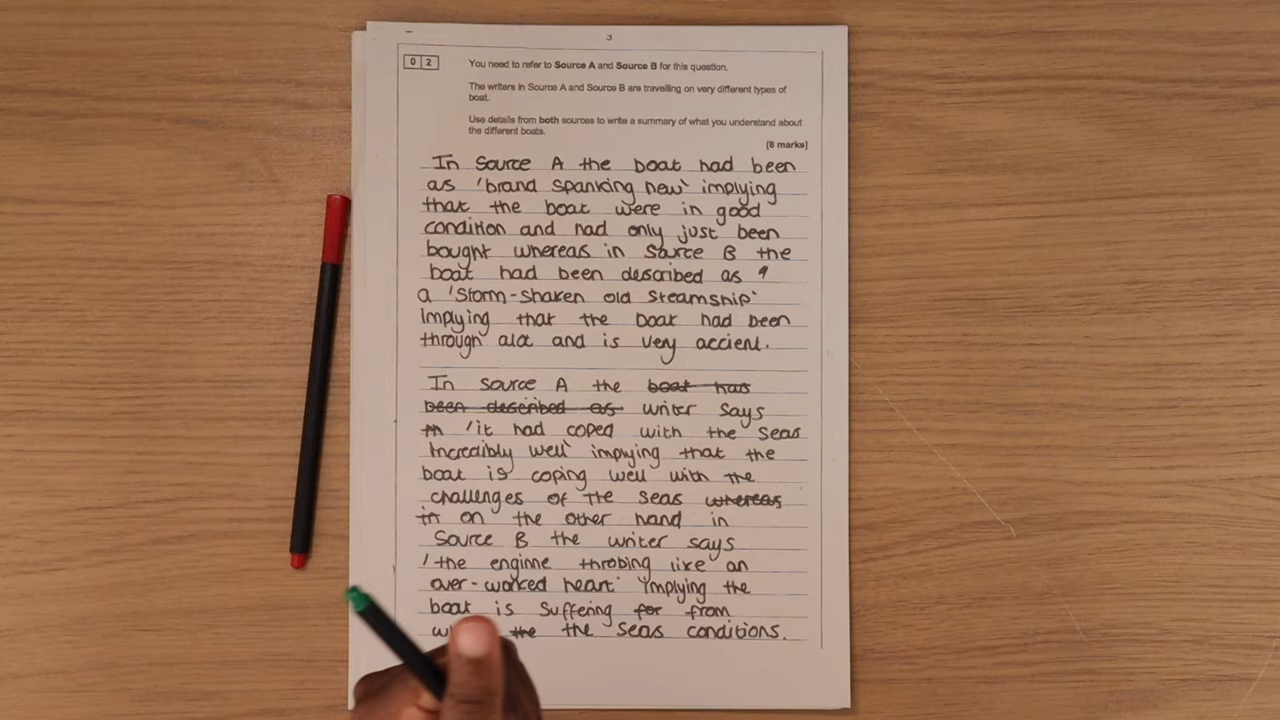 3
0 2
You need to refer to Source A and Source B for this question.
The writers in Source A and Source B are travelling on very different types of
boat.
Use details from both sources to write a summary of what you understand about
the different boats.
[8 marks]
In Source A the boat had been
as 'brand spanking new' implying
that the boat were in good
condition and had only just been
bought whereas in Source B the
boat had been described as
a 'Storm-shaken old Steamship'
Implying that the boat had been
through alot and is very accient.
In Source A the boat has
been described as writer says
'it had coped with the Seas
Incredibly well' implying that the
boat is coping well with the
challenges of the seas whereas
in on the other hand in
Source B the writer says
'the enginne throbing like an
over-worked heart' Implying the
boat is Suffering for from
the the Seas conditions.